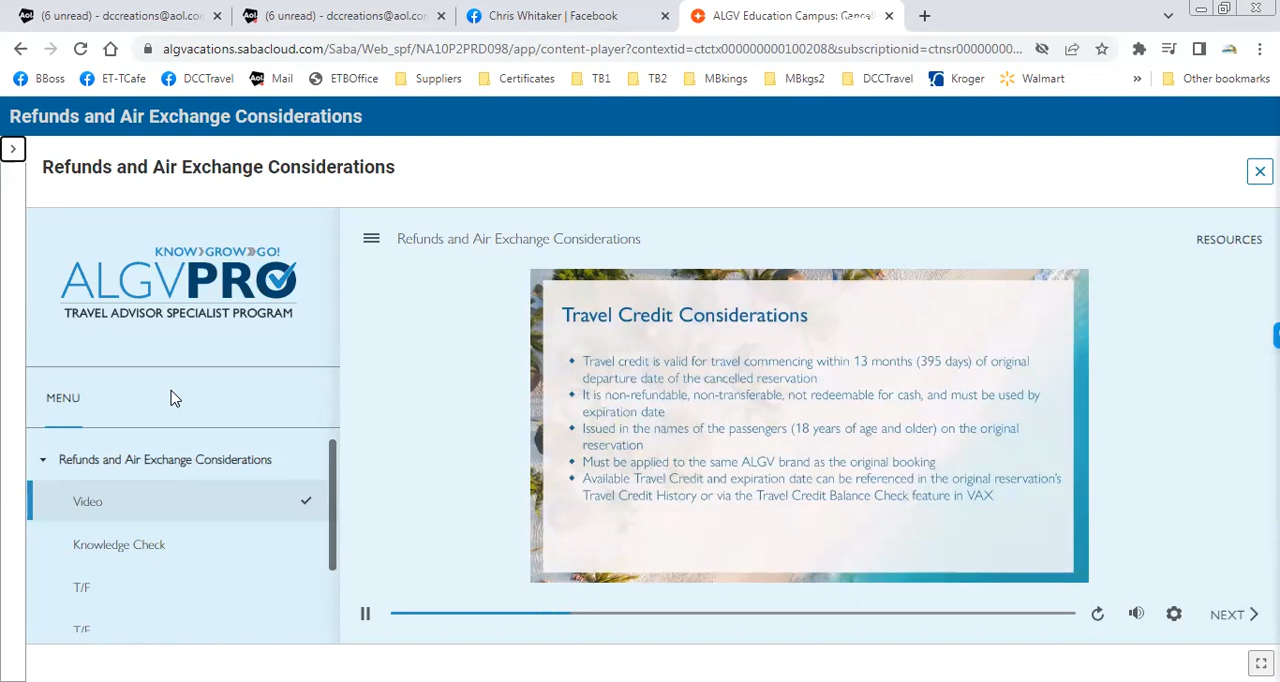 (6 unread) - dccreations@aol.co
(6 unread) - dccreations@aol.co
Chris Whitaker | Facebook
ALGV Education Campus: Cancell
algvacations.sabacloud.com/Saba/Web_spf/NA10P2PRD098/app/content-player?contextid=ctctx000000000100208&subscriptionid=ctnsr00000000...
BBoss
ET-TCafe
DCCTravel
Aol.
Mail
ETBOffice
Suppliers
Certificates
TB1
TB2
MBkings
MBkgs2
DCCTravel
Kroger
Walmart
»
Other bookmarks
Refunds and Air Exchange Considerations
Refunds and Air Exchange Considerations
KNOW GROW GO!
ALGVPRO
TRAVEL ADVISOR SPECIALIST PROGRAM
MENU
Refunds and Air Exchange Considerations
Video
Knowledge Check
T/F
T/F
Refunds and Air Exchange Considerations
RESOURCES
Travel Credit Considerations
Travel credit is valid for travel commencing within 13 months (395 days) of original
departure date of the cancelled reservation
It is non-refundable, non-transferable, not redeemable for cash, and must be used by
expiration date
Issued in the names of the passengers (18 years of age and older) on the original
reservation
Must be applied to the same ALGV brand as the original booking
Available Travel Credit and expiration date can be referenced in the original reservation's
Travel Credit History or via the Travel Credit Balance Check feature in VAX
NEXT